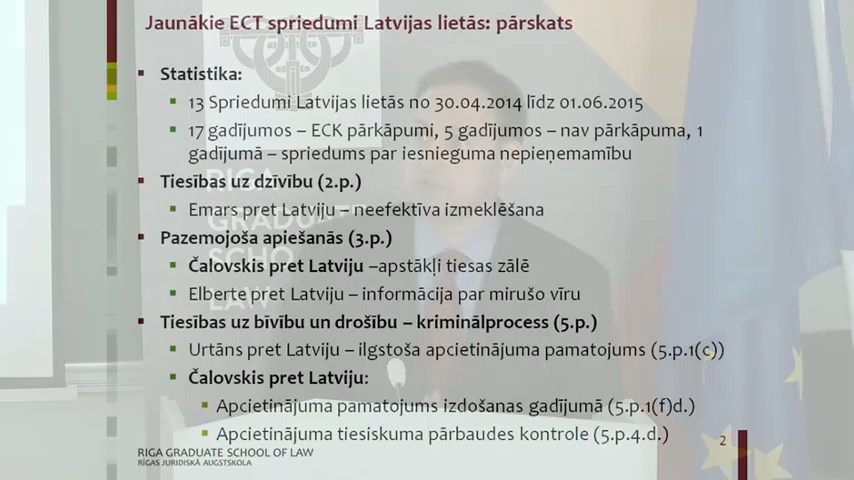 Jaunākie ECT spriedumi Latvijas lietās: pārskats
Statistika:
13 Spriedumi Latvijas lietās no 30.04.2014 līdz 01.06.2015
17 gadījumos – ECK pārkāpumi, 5 gadījumos – nav pārkāpuma, 1
gadījumā – spriedums par iesnieguma nepieņemamību
Tiesības uz dzīvību (2.p.)
Emars pret Latviju – neefektīva izmeklēšana
Pazemojoša apiešanās (3.p.)
Čalovskis pret Latviju –apstākļi tiesas zālē
Elberte pret Latviju – informācija par mirušo vīru
Tiesības uz bīvību un drošību – kriminālprocess (5.p.)
Urtāns pret Latviju – ilgstoša apcietinājuma pamatojums (5.p.1(c))
Čalovskis pret Latviju:
Apcietinājuma pamatojums izdošanas gadījumā (5.p.1(f)d.)
Apcietinājuma tiesiskuma pārbaudes kontrole (5.p.4.d.)
2
RIGA GRADUATE SCHOOL OF LAW
RĪGAS JURIDISKĀ AUGSTSKOLA
RIGA
GRADUATE
SCHO
LAW